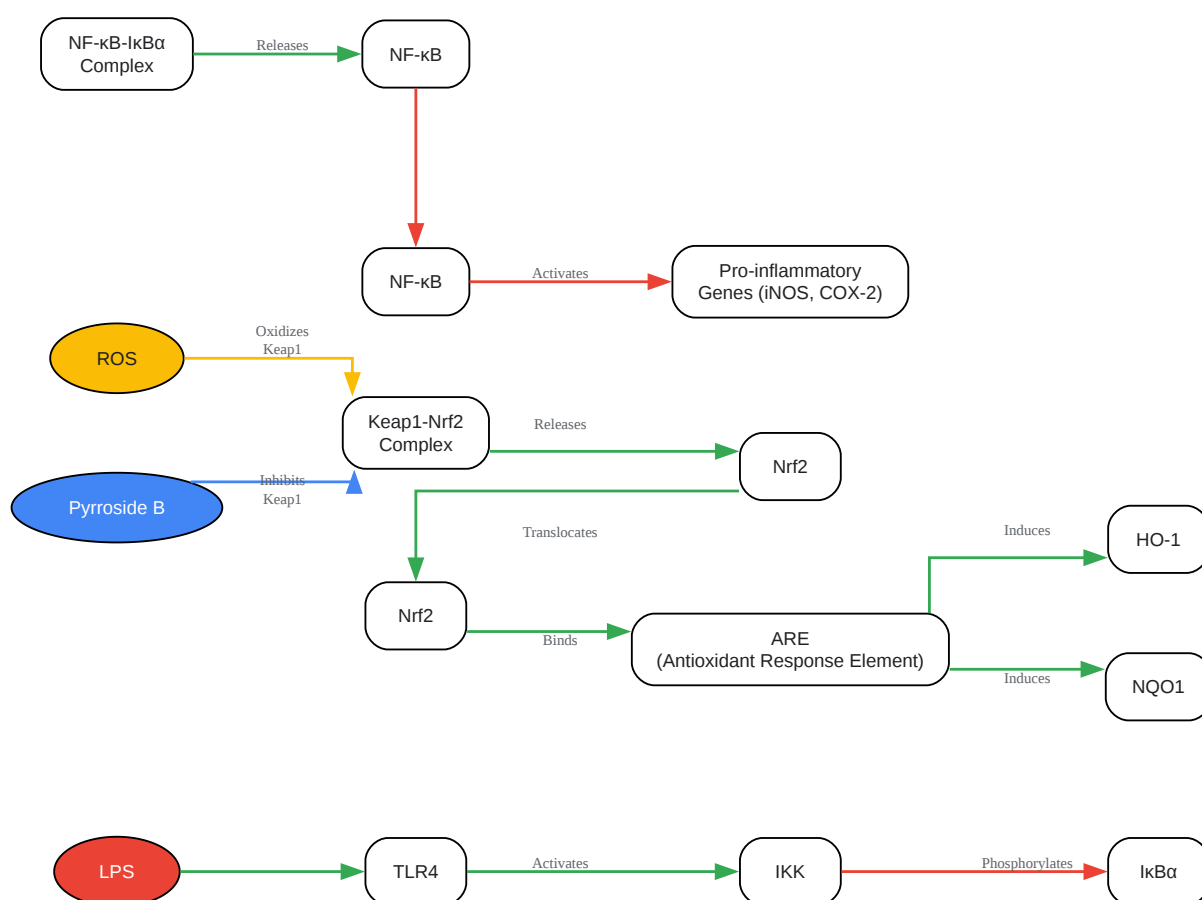 NF-κB-IκBα
Complex
Releases
NF-κB
NF-κB
Activates
Pro-inflammatory
Genes (iNOS, COX-2)
ROS
Oxidizes
Keap1
Keap1-Nrf2
Complex
Releases
Nrf2
Pyrroside B
Inhibits
Keap1
Translocates
Nrf2
Binds
ARE
(Antioxidant Response Element)
Induces
HO-1
Induces
NQO1
LPS
TLR4
Activates
IKK
Phosphorylates
IκBα